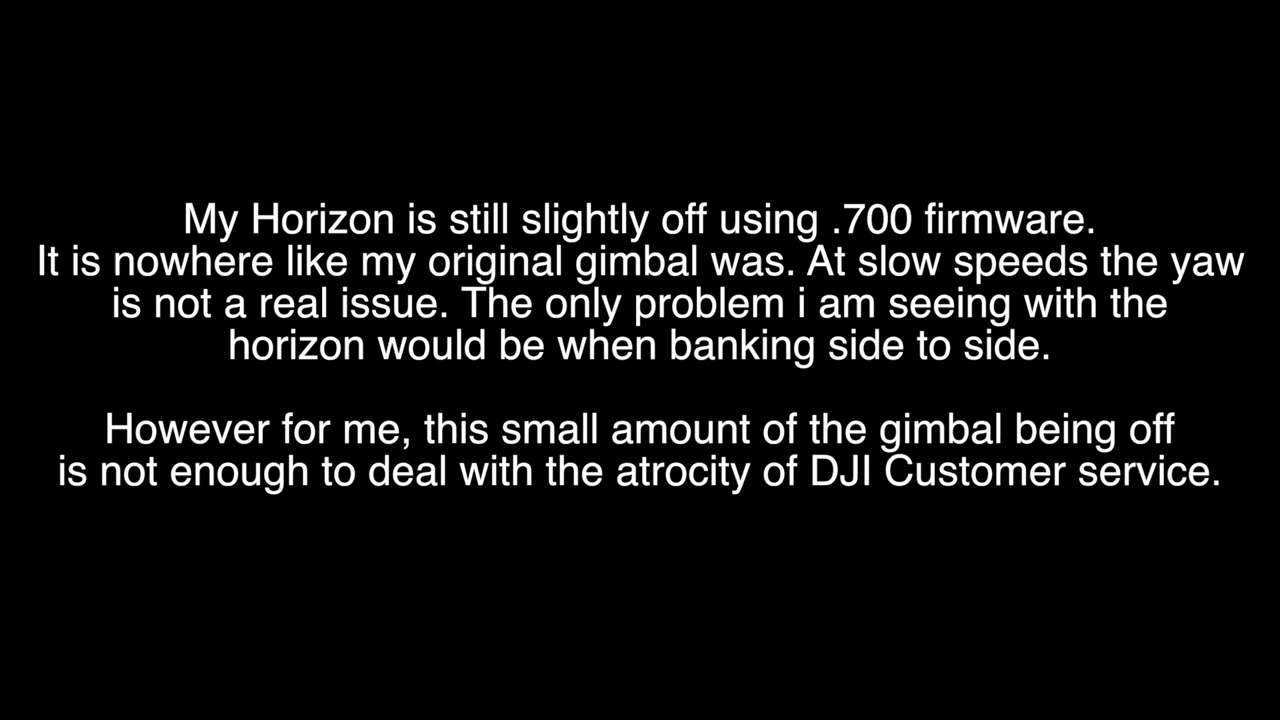 My Horizon is still slightly off using .700 firmware.
It is nowhere like my original gimbal was. At slow speeds the yaw
is not a real issue. The only problem i am seeing with the
horizon would be when banking side to side.
However for me, this small amount of the gimbal being off
is not enough to deal with the atrocity of DJI Customer service.